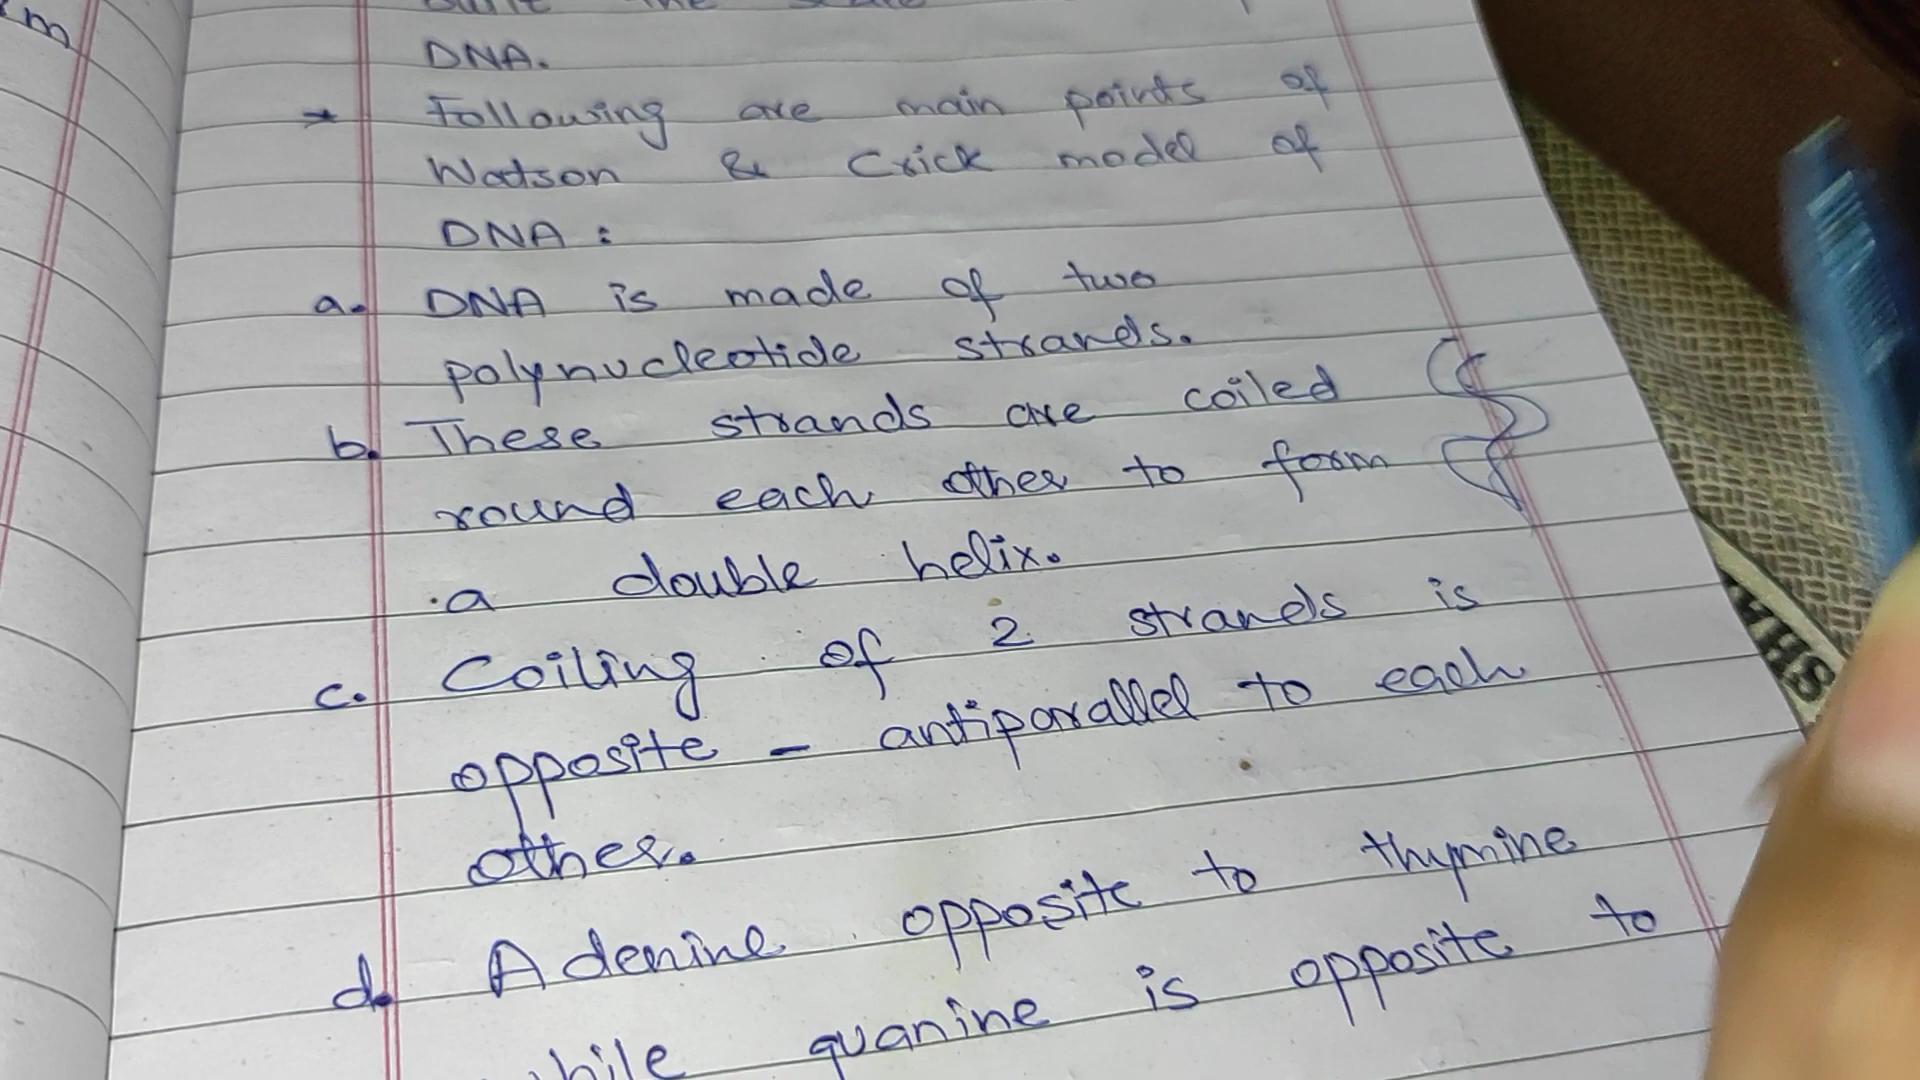 the
DNA.
→ Following are main points of
Watson & Crick model of
DNA :
a. DNA is made of two
polynucleotide strands.
b. These strands are coiled
round each other to form
a double helix.
c. Coiling of 2 strands is
opposite - antiparallel to each
other.
d. Adenine opposite to thymine
hile guanine is opposite to